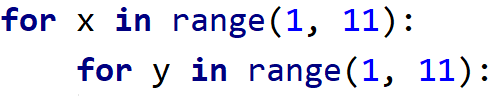 for x in range(1, 11):
    for y in range(1, 11):